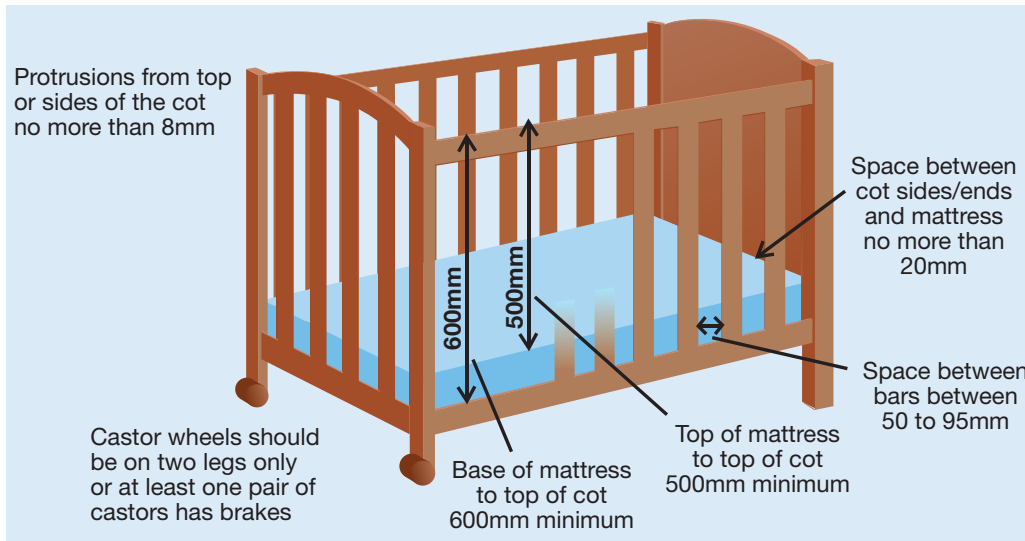 Protrusions from top
or sides of the cot
no more than 8mm
Space between
cot sides/ends
and mattress
no more than
20mm
600mm
500mm
Space between
bars between
50 to 95mm
Castor wheels should
be on two legs only
or at least one pair of
castors has brakes
Base of mattress
to top of cot
600mm minimum
Top of mattress
to top of cot
500mm minimum